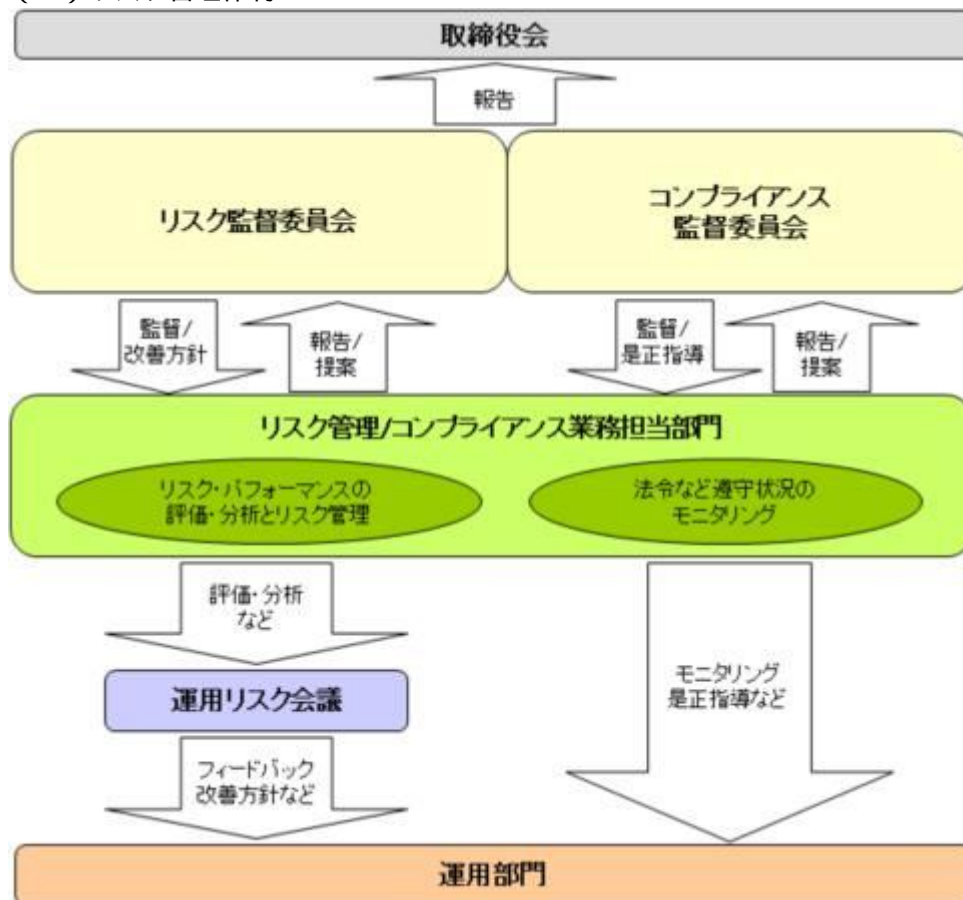 取締役会
報告
リスク監督委員会
コンプライアンス
監督委員会
監督/
改善方針
報告/
提案
監督/
是正指導
報告/
提案
リスク管理/コンプライアンス業務担当部門
リスク・パフォーマンスの
評価・分析とリスク管理
法令など遵守状況の
モニタリング
評価・分析
など
運用リスク会議
モニタリング
是正指導など
フィードバック
改善方針など
運用部門